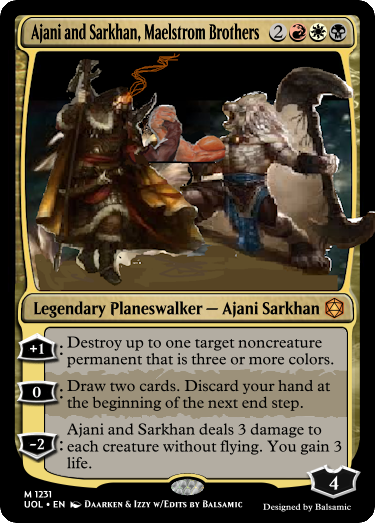 Ajani and Sarkhan, Maelstrom Brothers 2
Legendary Planeswalker — Ajani Sarkhan
+1: Destroy up to one target noncreature
permanent that is three or more colors.
0: Draw two cards. Discard your hand at
the beginning of the next end step.
-2: Ajani and Sarkhan deals 3 damage to
each creature without flying. You gain 3
life.
4
M 1231
UOL • EN Daarken & Izzy w/Edits by Balsamic
Designed by Balsamic